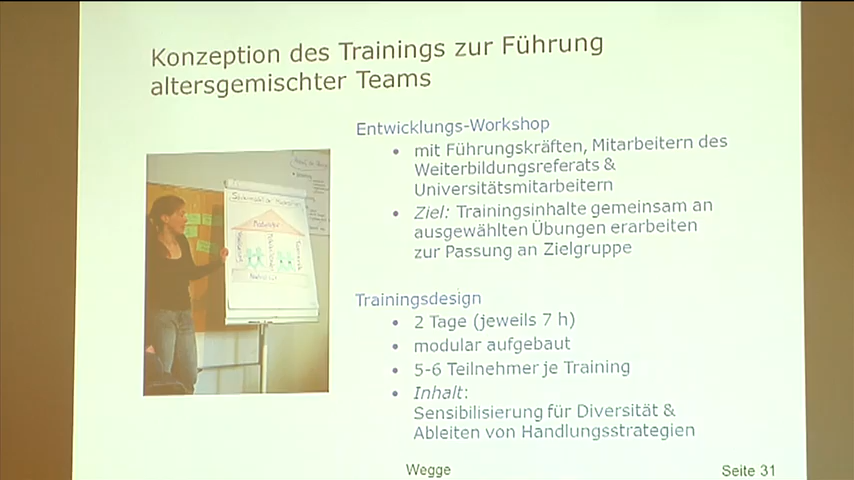 Konzeption des Trainings zur Führung
altersgemischter Teams
Entwicklungs-Workshop
• mit Führungskräften, Mitarbeitern des
Weiterbildungsreferats &
Universitätsmitarbeitern
• Ziel: Trainingsinhalte gemeinsam an
ausgewählten Übungen erarbeiten
zur Passung an Zielgruppe
Trainingsdesign
• 2 Tage (jeweils 7 h)
• modular aufgebaut
• 5-6 Teilnehmer je Training
• Inhalt:
Sensibilisierung für Diversität &
Ableiten von Handlungsstrategien
Wegge
Seite 31